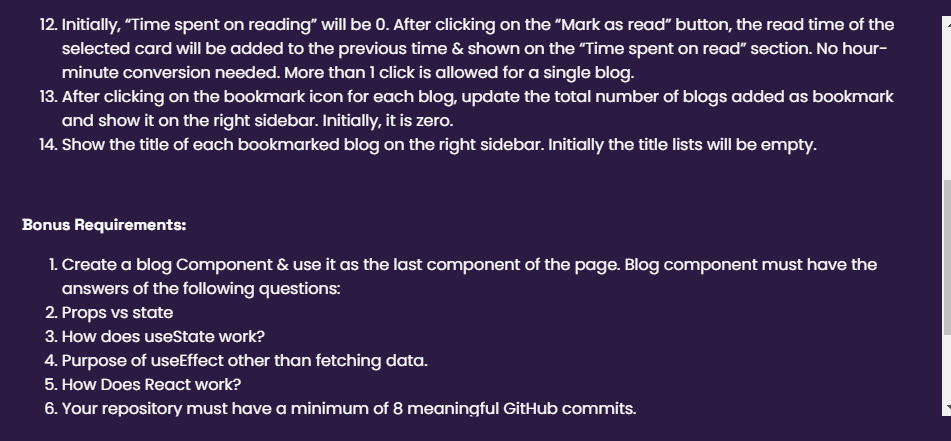 12. Initially, “Time spent on reading” will be 0. After clicking on the “Mark as read” button, the read time of the
selected card will be added to the previous time & shown on the “Time spent on read” section. No hour-
minute conversion needed. More than 1 click is allowed for a single blog.
13. After clicking on the bookmark icon for each blog, update the total number of blogs added as bookmark
and show it on the right sidebar. Initially, it is zero.
14. Show the title of each bookmarked blog on the right sidebar. Initially the title lists will be empty.
Bonus Requirements:
1. Create a blog Component & use it as the last component of the page. Blog component must have the
answers of the following questions:
2. Props vs state
3. How does useState work?
4. Purpose of useEffect other than fetching data.
5. How Does React work?
6. Your repository must have a minimum of 8 meaningful GitHub commits.